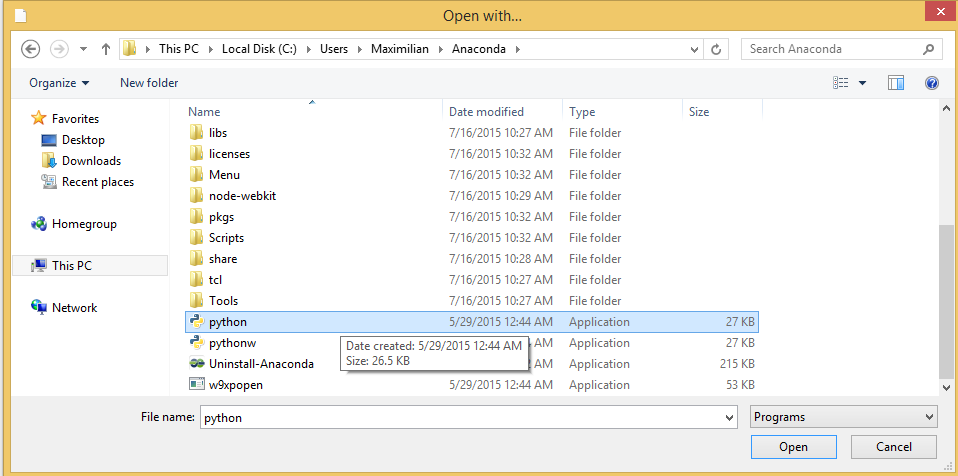 Open with...
This PC Local Disk (C:) Users Maximilian Anaconda Search Anaconda
Organize New folder
Name Date modified Type Size
Favorites
Desktop
Downloads
Recent places
Homegroup
This PC
Network
libs 7/16/2015 10:27 AM File folder
licenses 7/16/2015 10:32 AM File folder
Menu 7/16/2015 10:32 AM File folder
node-webkit 7/16/2015 10:29 AM File folder
pkgs 7/16/2015 10:32 AM File folder
Scripts 7/16/2015 10:32 AM File folder
share 7/16/2015 10:28 AM File folder
tcl 7/16/2015 10:27 AM File folder
Tools 7/16/2015 10:27 AM File folder
python 5/29/2015 12:44 AM Application 27 KB
pythonw AM Application 27 KB
Date created: 5/29/2015 12:44 AM
Size: 26.5 KB
Uninstall-Anaconda AM Application 215 KB
w9xpopen 5/29/2015 12:44 AM Application 53 KB
File name: python Programs
Open Cancel